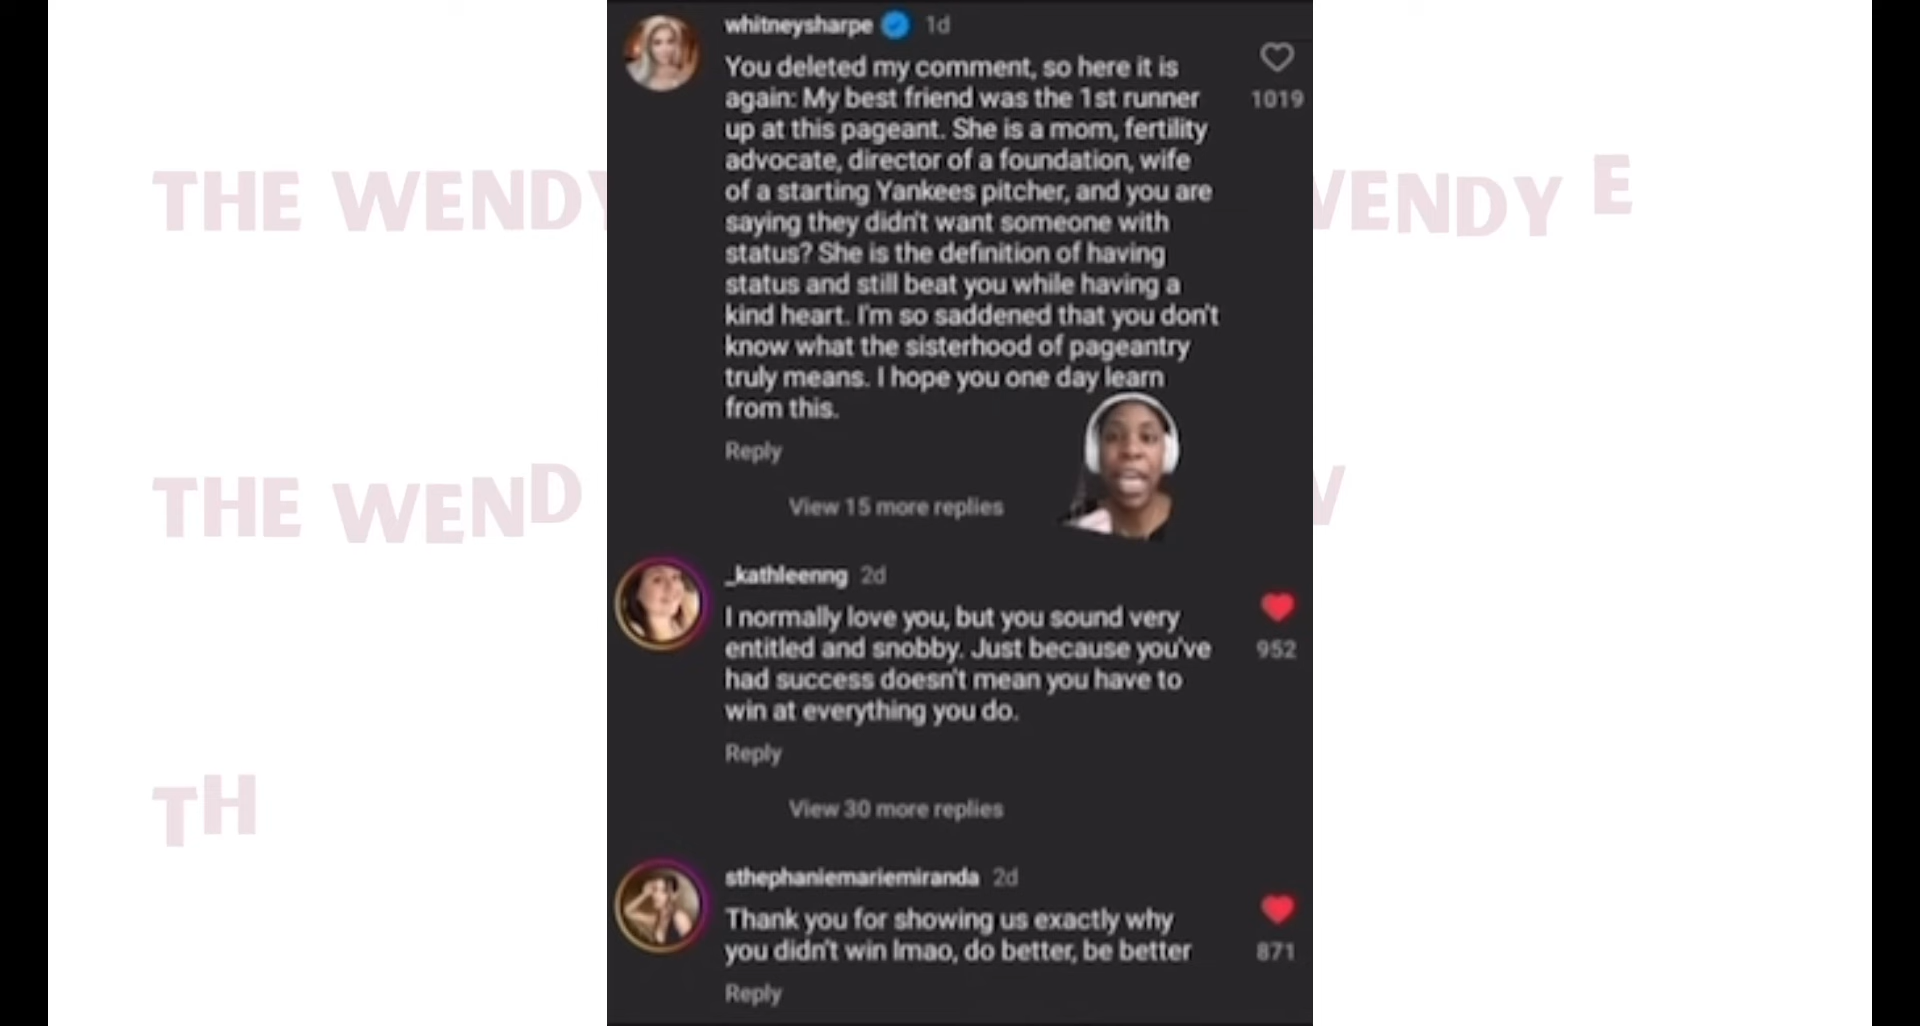 whitneysharpe 1d
You deleted my comment, so here it is
again: My best friend was the 1st runner
1019
up at this pageant. She is a mom, fertility
advocate, director of a foundation, wife
of a starting Yankees pitcher, and you are
saying they didn't want someone with
status? She is the definition of having
status and still beat you while having a
kind heart. I'm so saddened that you don't
know what the sisterhood of pageantry
truly means. I hope you one day learn
from this.
Reply
View 15 more replies
_kathleenng 2d
I normally love you, but you sound very
entitled and snobby. Just because you've
952
had success doesn't mean you have to
win at everything you do.
Reply
View 30 more replies
sthephaniemariemiranda 2d
Thank you for showing us exactly why
you didn't win lmao, do better, be better
871
Reply
THE WENDY
WENDY E
THE WEND
TH